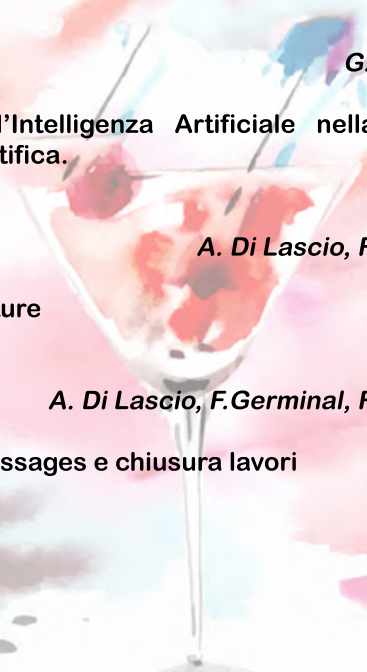 G.
l’Intelligenza Artificiale nella
tifica.
A. Di Lascio, F
ure
A. Di Lascio, F.Germinal, F
ssages e chiusura lavori